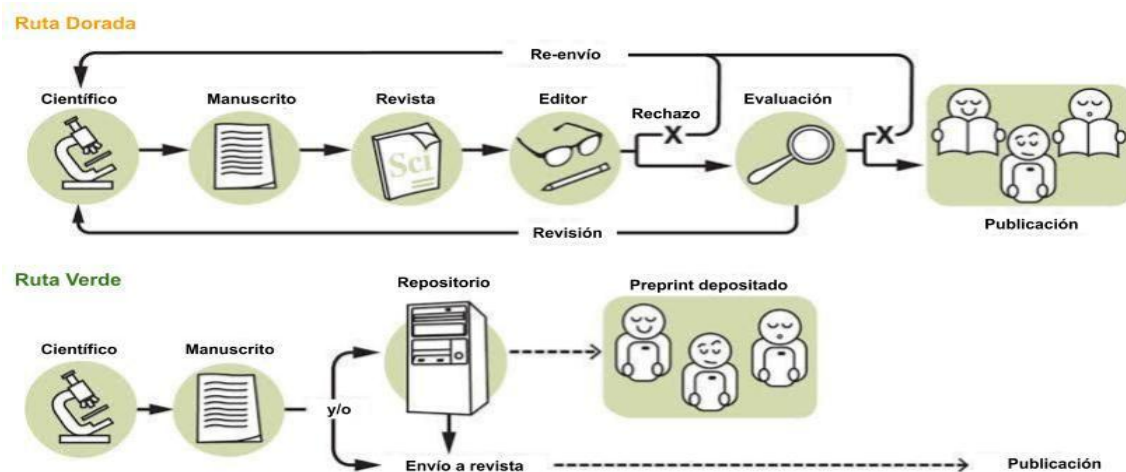 Ruta Dorada
Re-envío
Científico
Manuscrito
Revista
Editor
Rechazo
Evaluación
X
X
Sci
Publicación
Revisión
Ruta Verde
Repositorio
Preprint depositado
Científico
Manuscrito
y/o
Envío a revista
Publicación